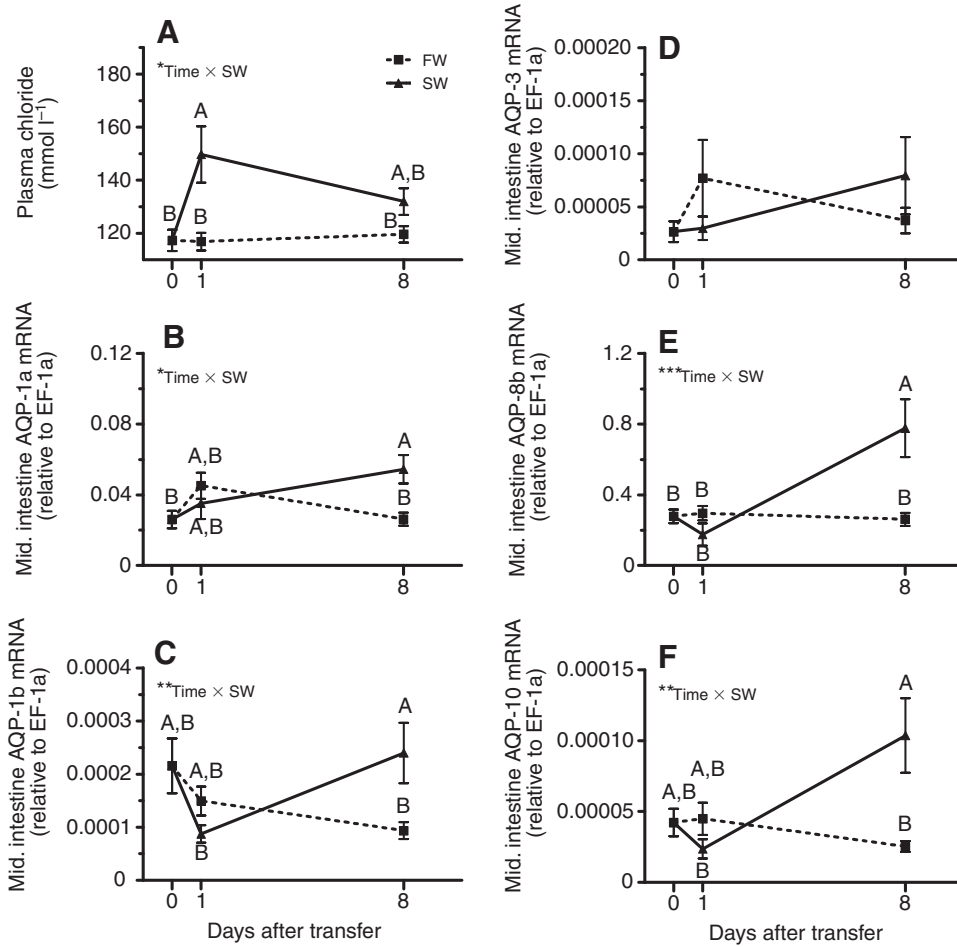 A
Plasma chloride
(mmol l⁻¹)
180
160
140
120
*Time × SW
FW
SW
A
A,B
B
B
B
0
1
8
B
Mid. intestine AQP-1a mRNA
(relative to EF-1a)
0.12
0.08
0.04
0
*Time × SW
A,B
A
B
B
A,B
0
1
8
C
Mid. intestine AQP-1b mRNA
(relative to EF-1a)
0.0004
0.0003
0.0002
0.0001
0
**Time × SW
A,B
A,B
A
B
B
0
1
8
Days after transfer
D
Mid. intestine AQP-3 mRNA
(relative to EF-1a)
0.00020
0.00015
0.00010
0.00005
0
0
1
8
E
Mid. intestine AQP-8b mRNA
(relative to EF-1a)
1.2
0.8
0.4
0
***Time × SW
A
B
B
B
B
0
1
8
F
Mid. intestine AQP-10 mRNA
(relative to EF-1a)
0.00015
0.00010
0.00005
0
**Time × SW
A
A,B
A,B
B
B
0
1
8
Days after transfer